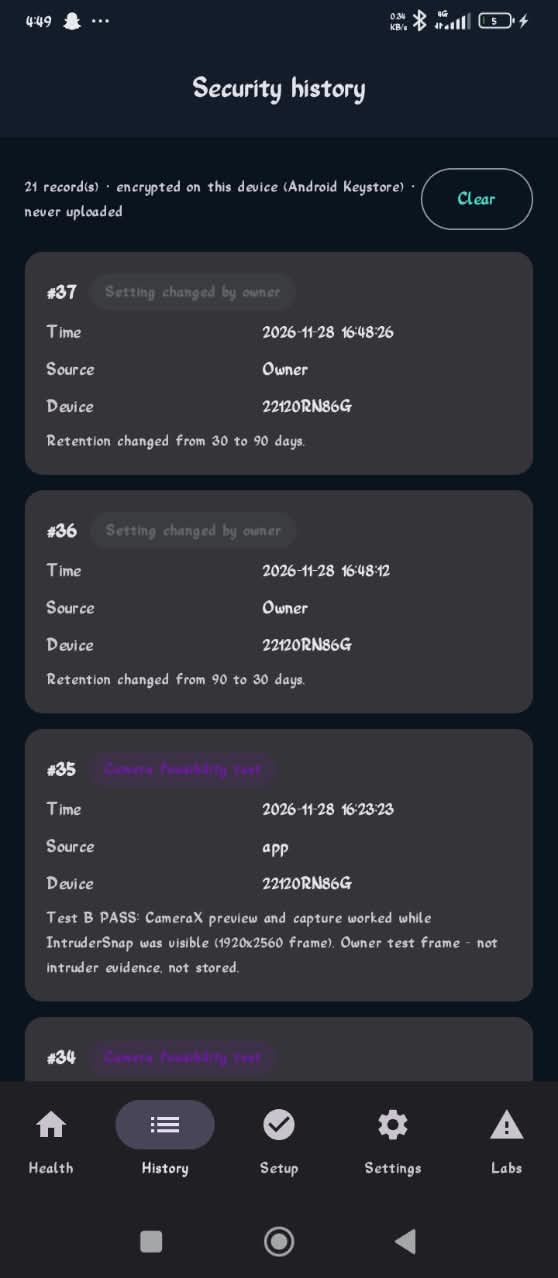 4:49
0.34 KB/s 4G 5
Security history
21 record(s) · encrypted on this device (Android Keystore) ·
never uploaded
Clear
#37 Setting changed by owner
Time 2026-11-28 16:48:26
Source Owner
Device 22120RN86G
Retention changed from 30 to 90 days.
#36 Setting changed by owner
Time 2026-11-28 16:48:12
Source Owner
Device 22120RN86G
Retention changed from 90 to 30 days.
#35 Camera feasibility test
Time 2026-11-28 16:23:23
Source app
Device 22120RN86G
Test B PASS: CameraX preview and capture worked while
IntruderSnap was visible (1920x2560 frame). Owner test frame - not
intruder evidence, not stored.
#34 Camera feasibility test
Health History Setup Settings Labs